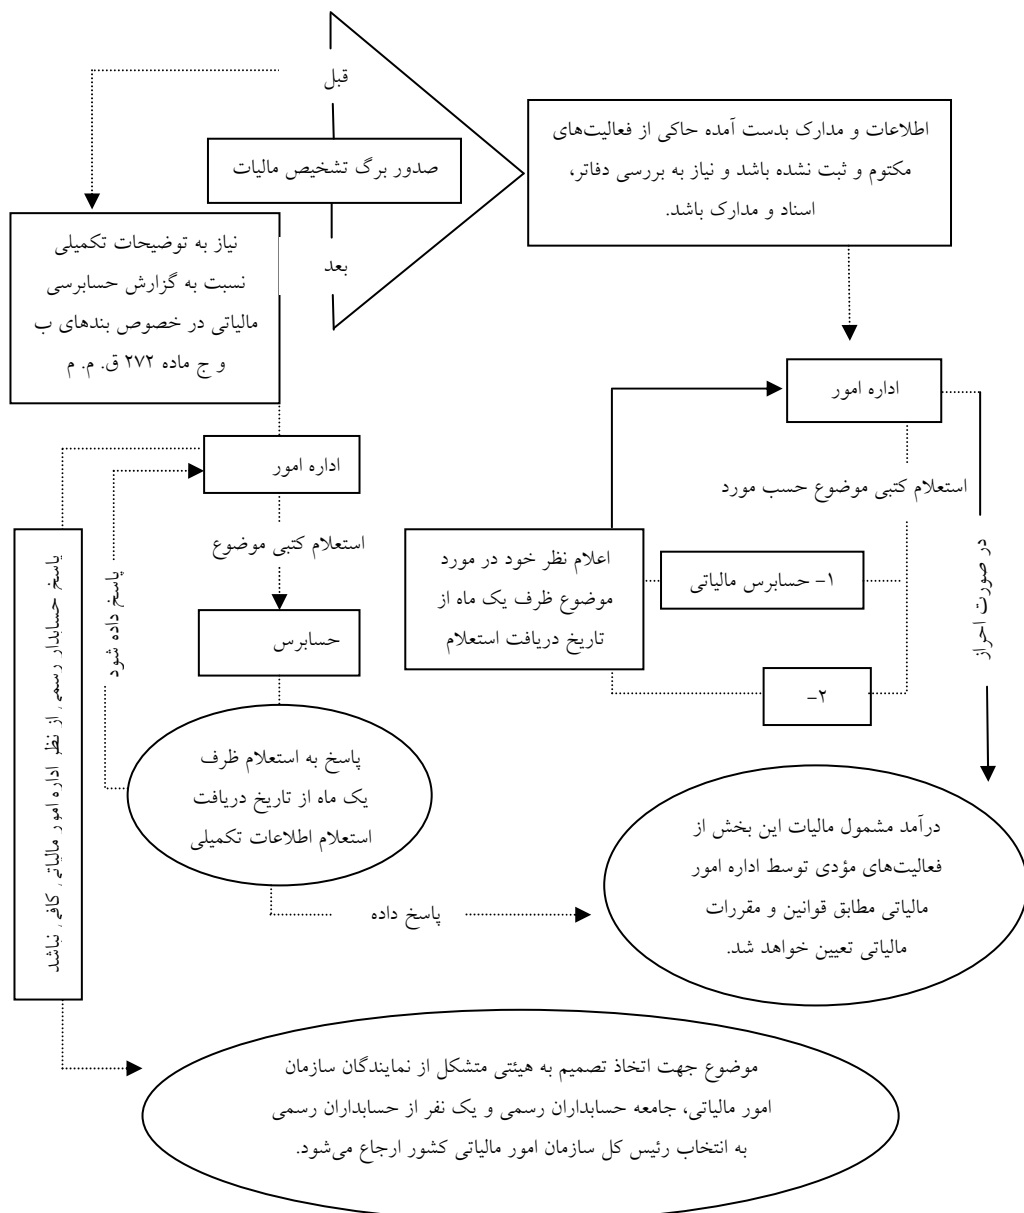 قبل
صدور برگ تشخیص مالیات
بعد
اطلاعات و مدارک بدست آمده حاکی از فعالیت‌های
مکتوم و ثبت نشده باشد و نیاز به بررسی دفاتر،
اسناد و مدارک باشد.
نیاز به توضیحات تکمیلی
نسبت به گزارش حسابرسی
مالیاتی در خصوص بندهای ب
و ج ماده ۲۷۲ ق. م. م
اداره امور
استعلام کتبی موضوع حسب مورد
در صورت احراز
۱- حسابرس مالیاتی
۲-
اعلام نظر خود در مورد
موضوع ظرف یک ماه از
تاریخ دریافت استعلام
اداره امور
استعلام کتبی موضوع
حسابرس
پاسخ داده شود
پاسخ حسابدار رسمی از نظر اداره امور مالیاتی کافی نباشد
پاسخ به استعلام ظرف
یک ماه از تاریخ دریافت
استعلام اطلاعات تکمیلی
پاسخ داده
درآمد مشمول مالیات این بخش از
فعالیت‌های مؤدی توسط اداره امور
مالیاتی مطابق قوانین و مقررات
مالیاتی تعیین خواهد شد.
موضوع جهت اتخاذ تصمیم به هیئتی متشکل از نمایندگان سازمان
امور مالیاتی، جامعه حسابداران رسمی و یک نفر از حسابداران رسمی
به انتخاب رئیس کل سازمان امور مالیاتی کشور ارجاع می‌شود.